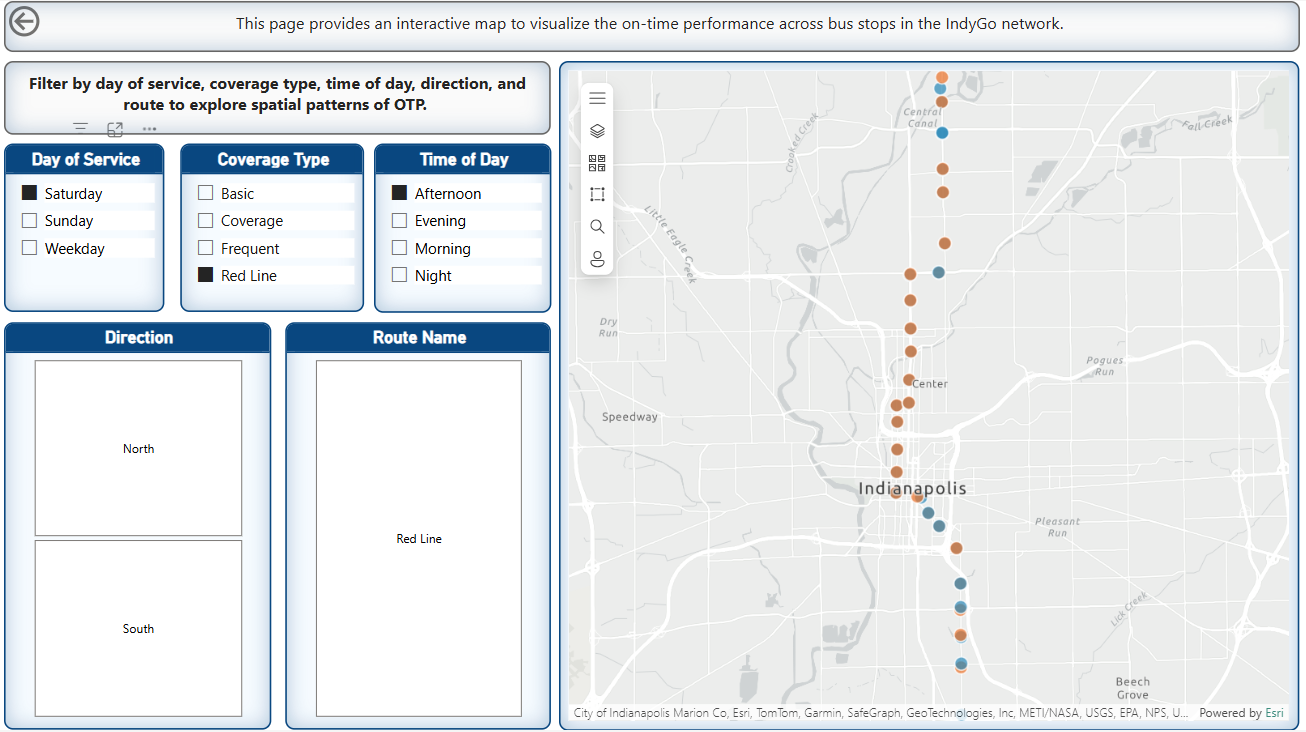 This page provides an interactive map to visualize the on-time performance across bus stops in the IndyGo network.
Filter by day of service, coverage type, time of day, direction, and
route to explore spatial patterns of OTP.
Day of Service
Saturday
Sunday
Weekday
Coverage Type
Basic
Coverage
Frequent
Red Line
Time of Day
Afternoon
Evening
Morning
Night
Direction
North
South
Route Name
Red Line
Central
Canal
Fall Creek
Crooked Creek
Little Eagle Creek
Dry
Run
Pogues
Run
Center
Speedway
Indianapolis
Pleasant
Run
Lick Creek
Beech
Grove
City of Indianapolis Marion Co, Esri, TomTom, Garmin, SafeGraph, GeoTechnologies, Inc, METI/NASA, USGS, EPA, NPS, U...
Powered by Esri